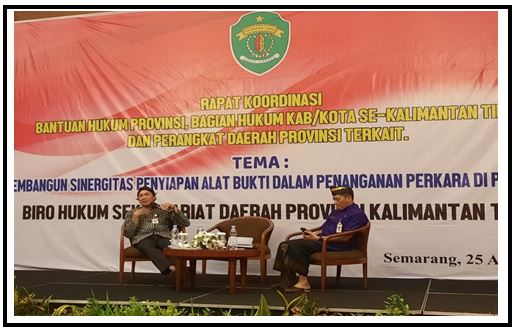 RAPAT KOORDINASI
BANTUAN HUKUM PROVINSI, BAGIAN HUKUM KAB/KOTA SE-KALIMANTAN TI
DAN PERANGKAT DAERAH PROVINSI TERKAIT.
TEMA :
EMBANGUN SINERGITAS PENYIAPAN ALAT BUKTI DALAM PENANGANAN PERKARA DI P
BIRO HUKUM DAERAH PROVINSI KALIMANTAN T
Semarang, 25 A